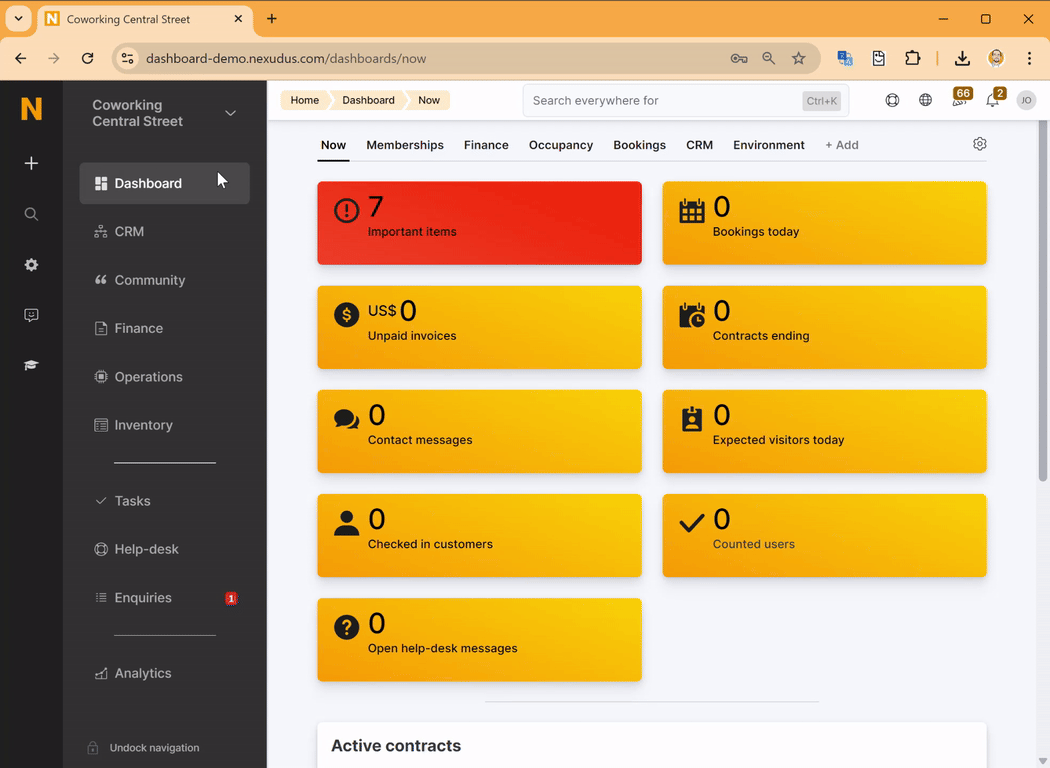 Coworking Central Street
dashboard-demo.nexudus.com/dashboards/now
N
Coworking
Central Street
Dashboard
CRM
Community
Finance
Operations
Inventory
Tasks
Help-desk
Enquiries 1
Analytics
Undock navigation
Home Dashboard Now
Search everywhere for Ctrl+K
66 2 JO
Now Memberships Finance Occupancy Bookings CRM Environment + Add
7
Important items
0
Bookings today
US$ 0
Unpaid invoices
0
Contracts ending
0
Contact messages
0
Expected visitors today
0
Checked in customers
0
Counted users
0
Open help-desk messages
Active contracts